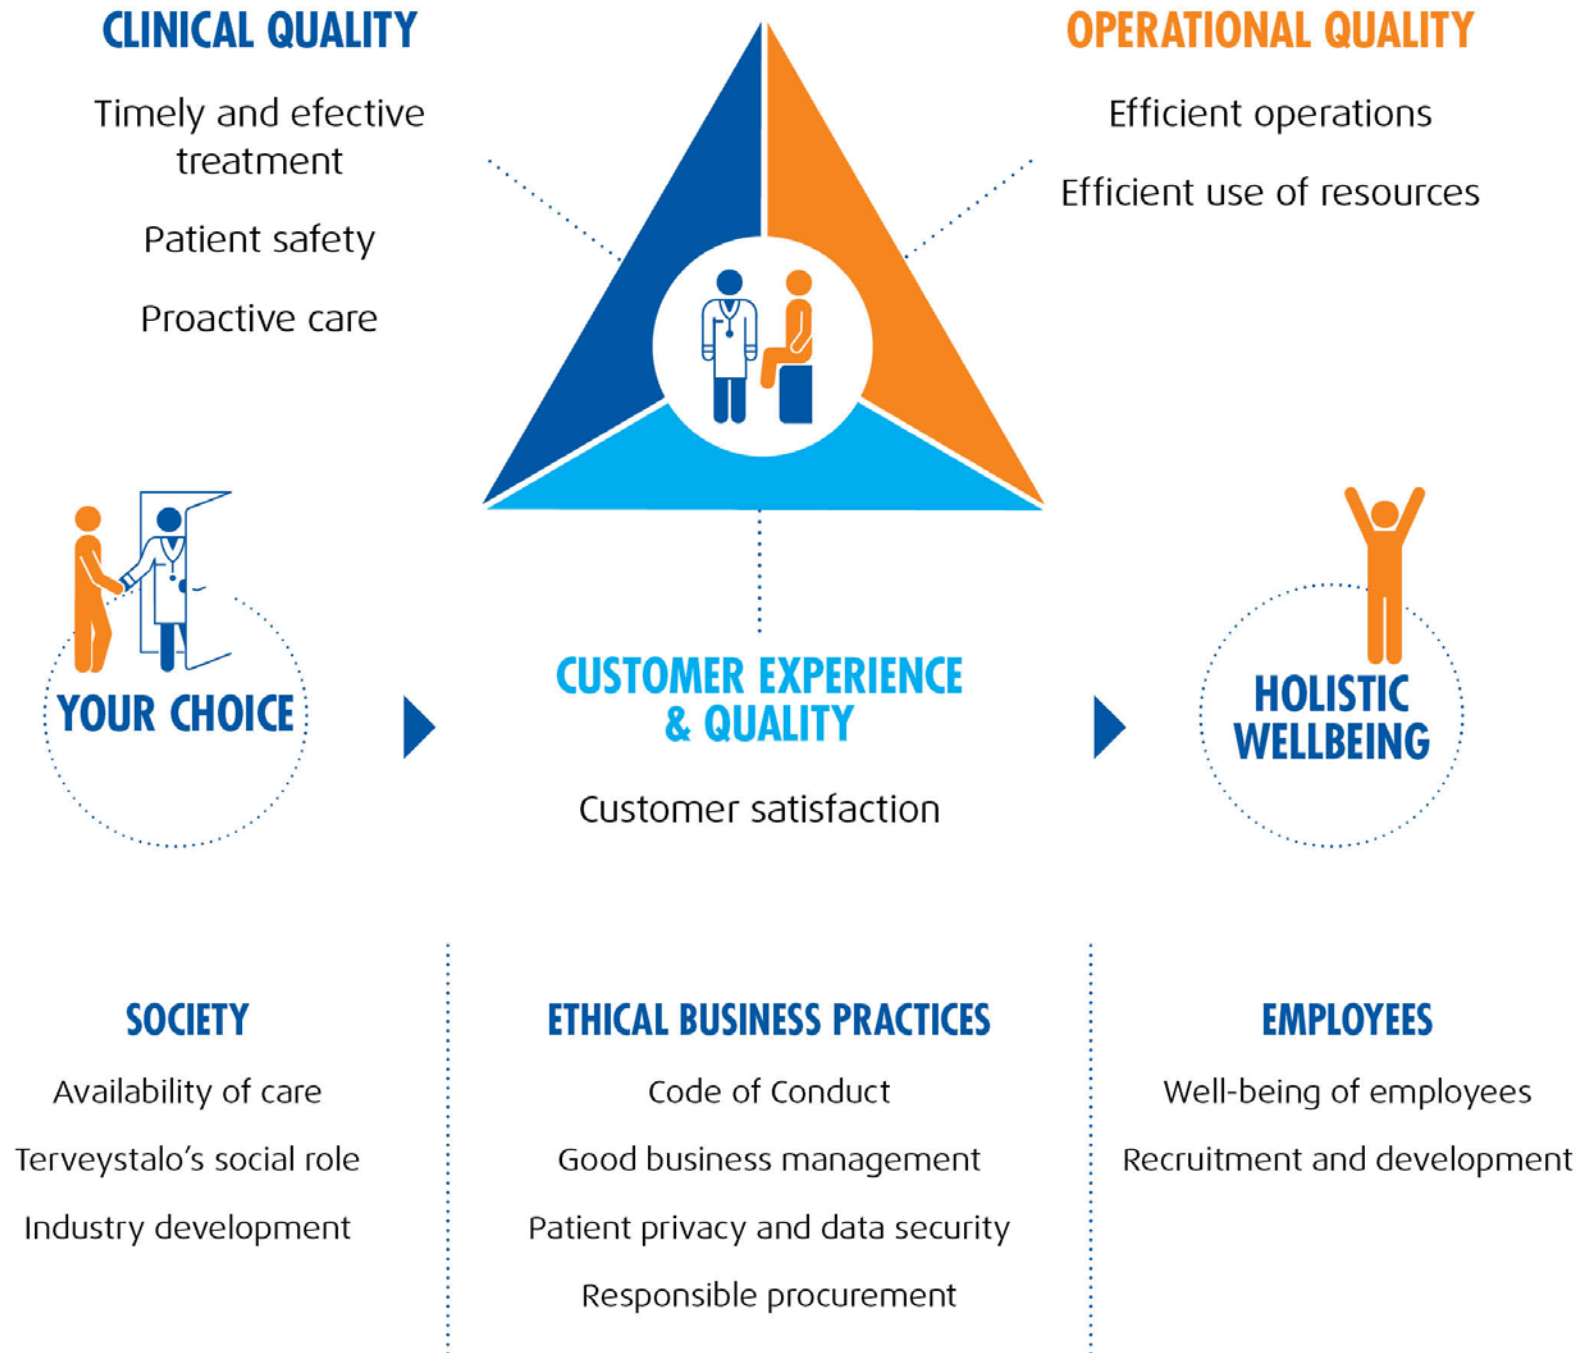 CLINICAL QUALITY
Timely and efective
treatment
Patient safety
Proactive care
OPERATIONAL QUALITY
Efficient operations
Efficient use of resources
YOUR CHOICE
CUSTOMER EXPERIENCE
& QUALITY
Customer satisfaction
HOLISTIC
WELLBEING
SOCIETY
Availability of care
Terveystalo’s social role
Industry development
ETHICAL BUSINESS PRACTICES
Code of Conduct
Good business management
Patient privacy and data security
Responsible procurement
EMPLOYEES
Well-being of employees
Recruitment and development